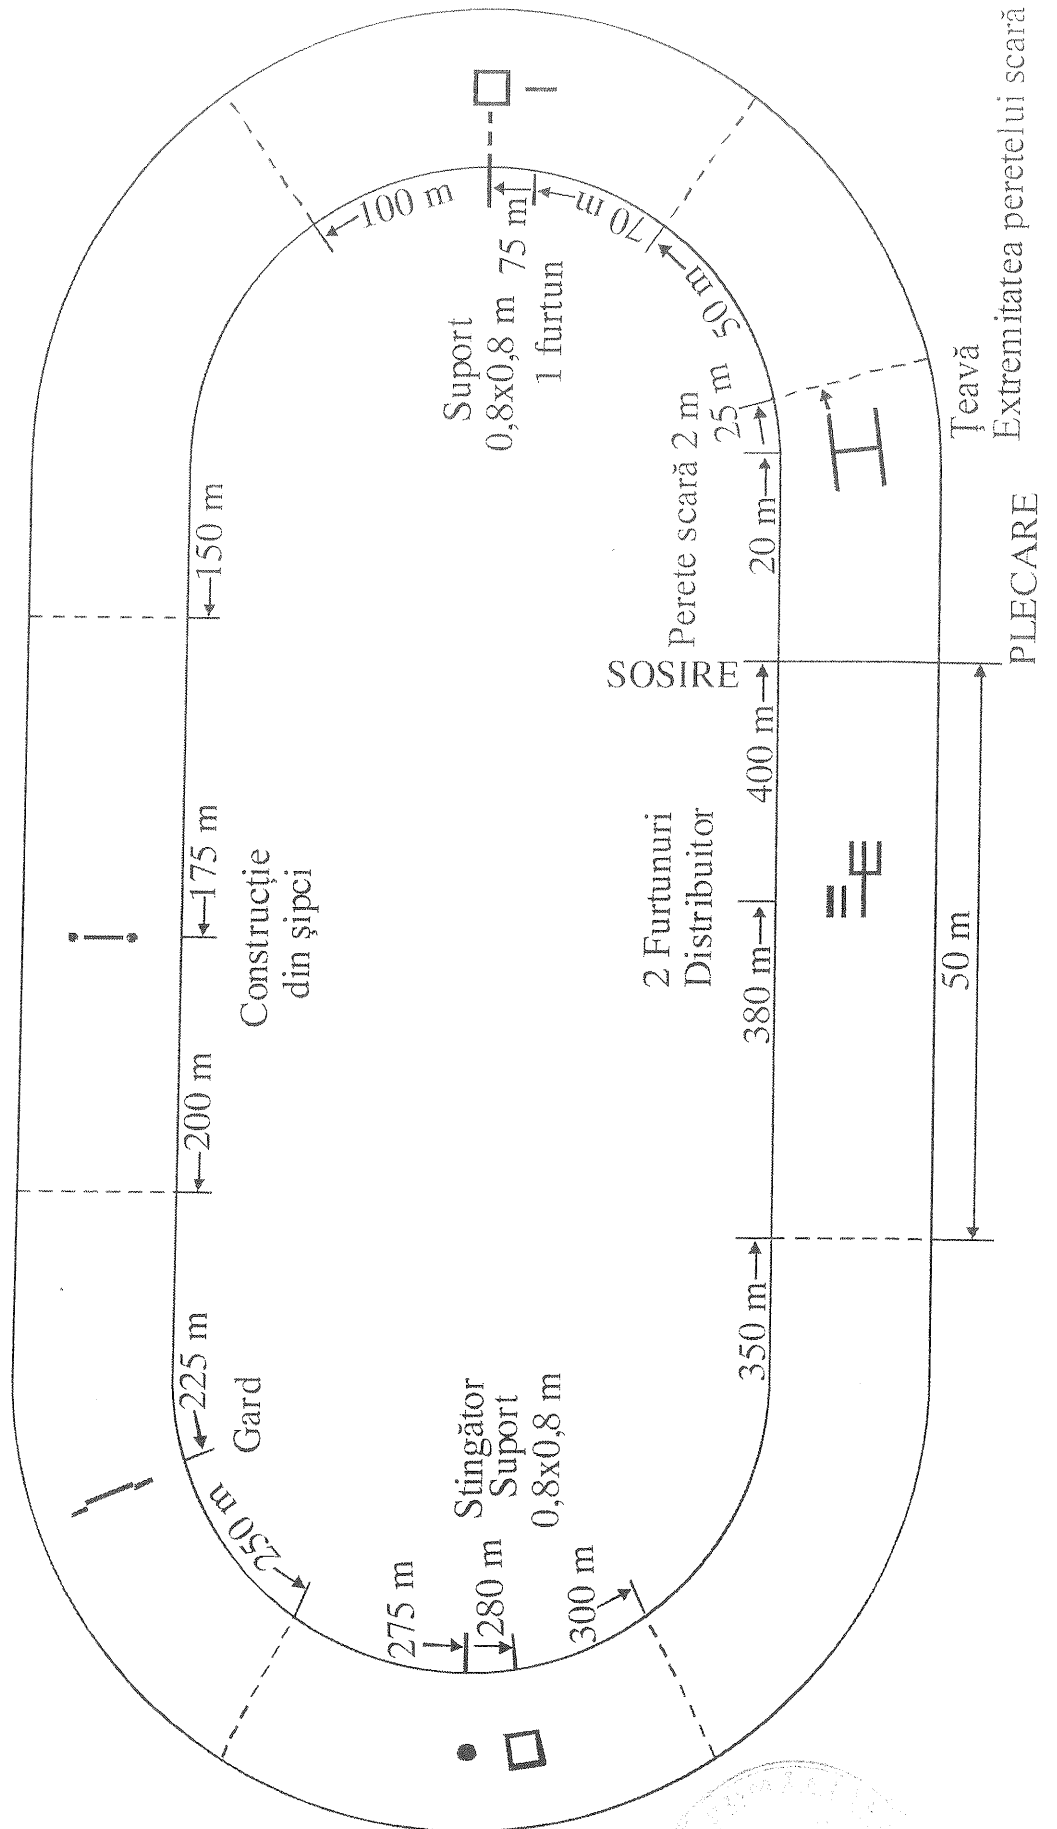 100 m
75 m
70 m
50 m
25 m
20 m
Suport
0,8x0,8 m
1 furtun
Perete scară 2 m
Țeavă
Extremitatea peretelui scară
PLECARE
SOSIRE
150 m
175 m
Construcție
din șipci
200 m
225 m
Gard
250 m
275 m
280 m
Stingător
Suport
0,8x0,8 m
300 m
350 m
380 m
2 Furtunuri
Distribuitor
400 m
50 m